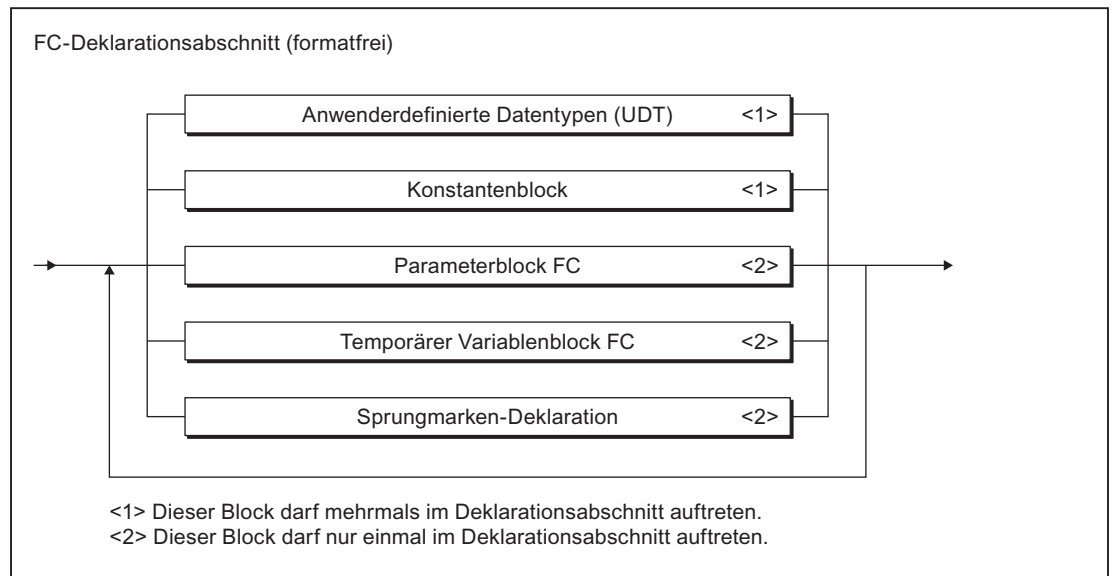 FC-Deklarationsabschnitt (formatfrei)
Anwenderdefinierte Datentypen (UDT) <1>
Konstantenblock <1>
Parameterblock FC <2>
Temporärer Variablenblock FC <2>
Sprungmarken-Deklaration <2>
<1> Dieser Block darf mehrmals im Deklarationsabschnitt auftreten.
<2> Dieser Block darf nur einmal im Deklarationsabschnitt auftreten.